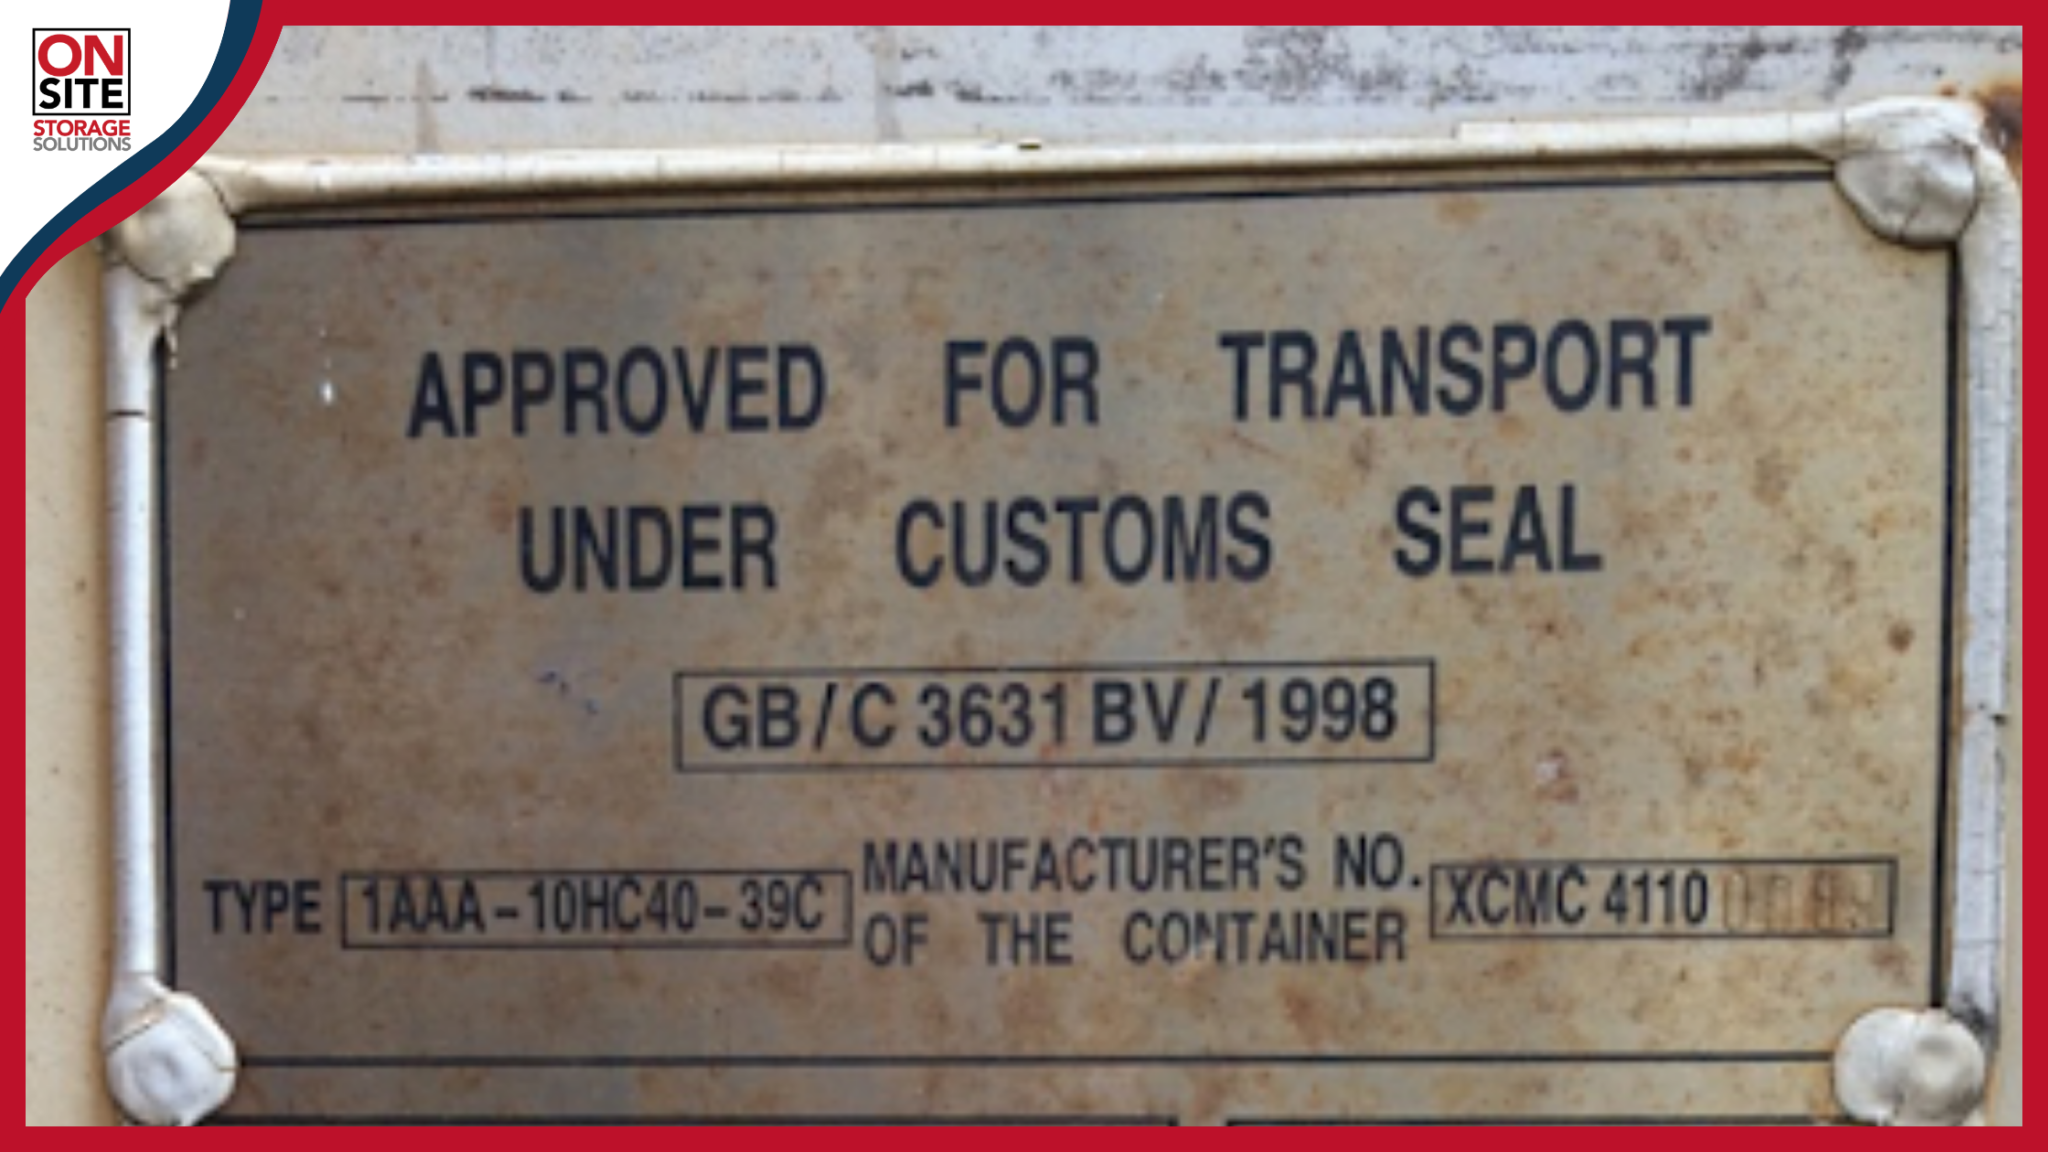 ON
SITE
STORAGE
SOLUTIONS
APPROVED FOR TRANSPORT
UNDER CUSTOMS SEAL
GB/C 3631 BV/1998
TYPE 1AAA-10HC40-39C
MANUFACTURER'S NO.
OF THE CONTAINER
XCMC 4110